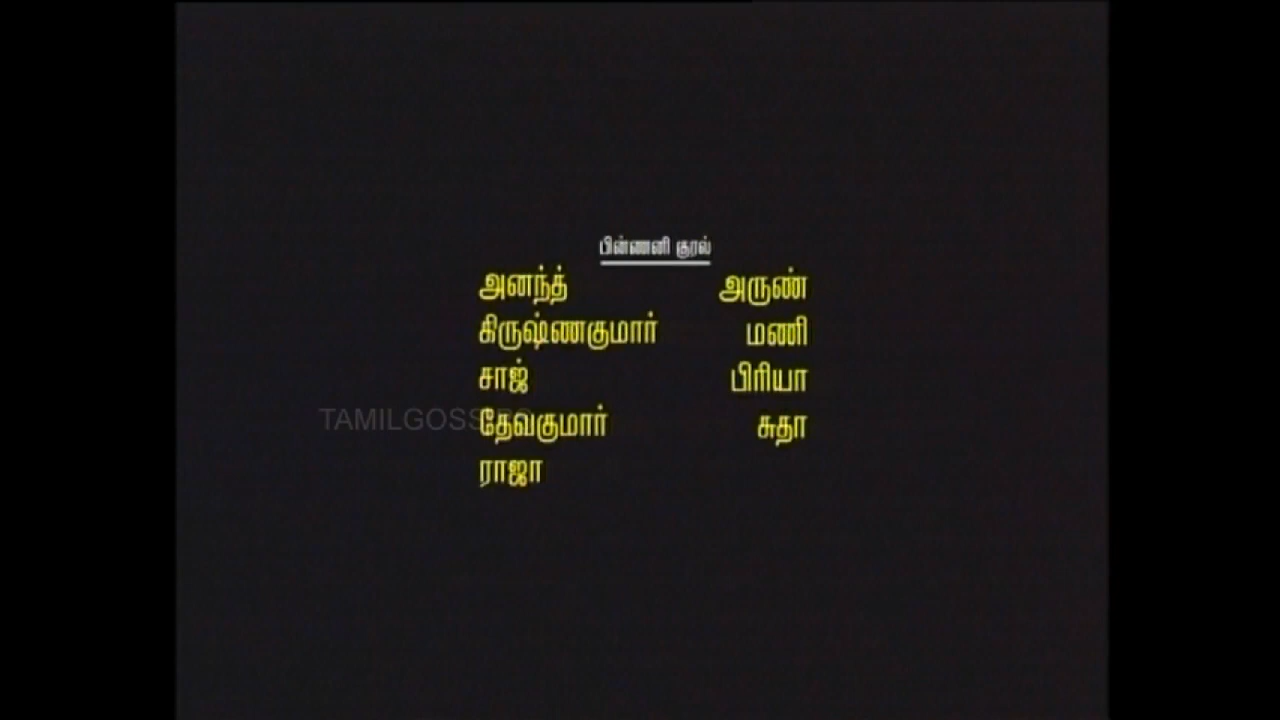 பின்னணி குரல்
அனந்த் அருண்
கிருஷ்ணகுமார் மணி
சாஜ் பிரியா
தேவகுமார் சுதா
ராஜா